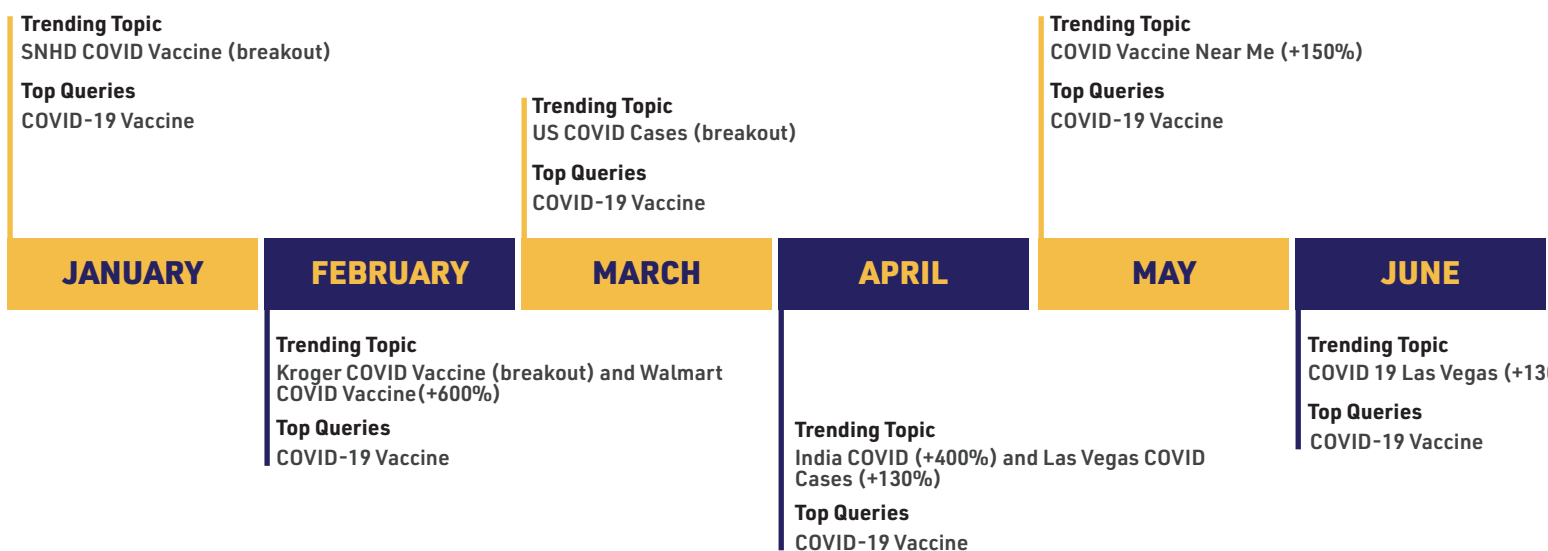 Trending Topic
SNHD COVID Vaccine (breakout)
Top Queries
COVID-19 Vaccine
Trending Topic
US COVID Cases (breakout)
Top Queries
COVID-19 Vaccine
Trending Topic
COVID Vaccine Near Me (+150%)
Top Queries
COVID-19 Vaccine
JANUARY
FEBRUARY
MARCH
APRIL
MAY
JUNE
Trending Topic
Kroger COVID Vaccine (breakout) and Walmart
COVID Vaccine(+600%)
Top Queries
COVID-19 Vaccine
Trending Topic
India COVID (+400%) and Las Vegas COVID
Cases (+130%)
Top Queries
COVID-19 Vaccine
Trending Topic
COVID 19 Las Vegas
Top Queries
COVID-19 Vaccine